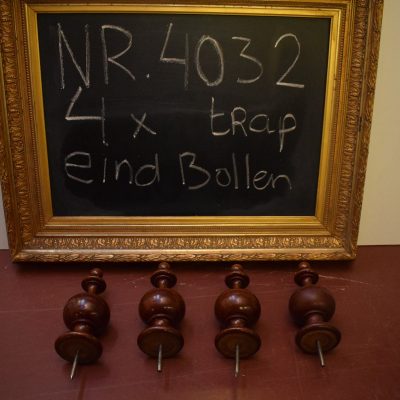 NR. 4032
4 x trap
eind Bollen